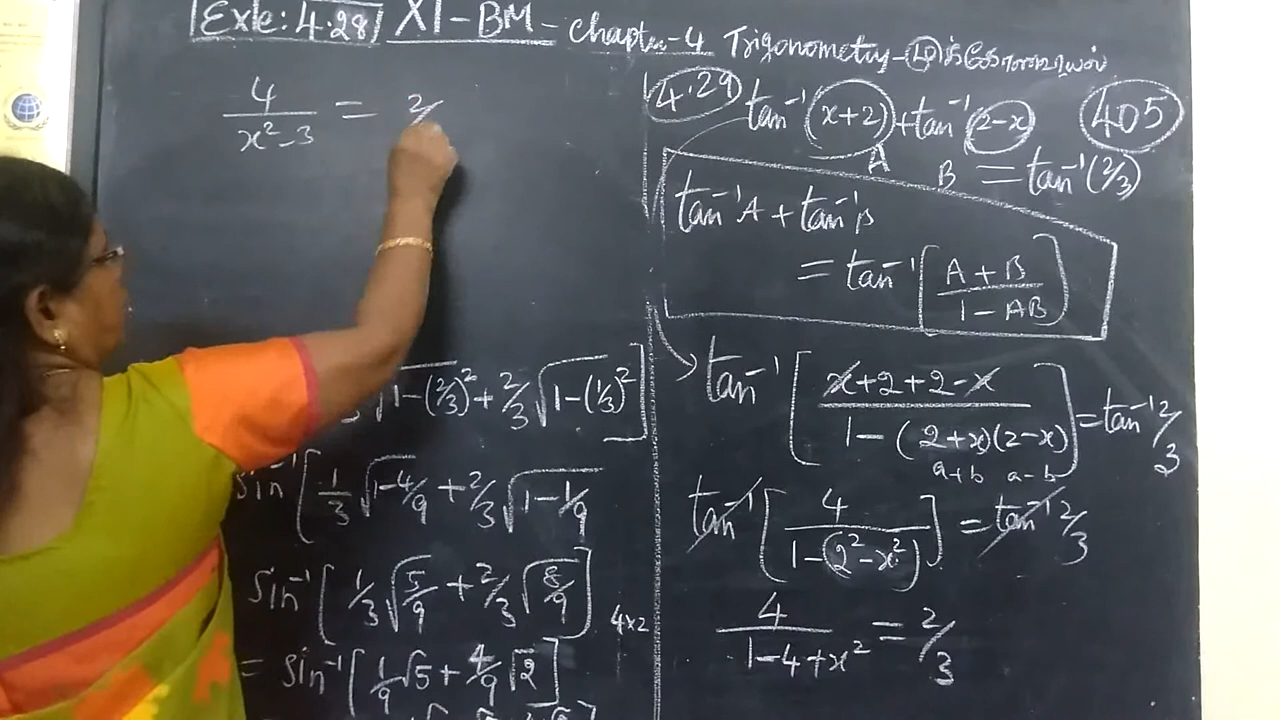 Exle: 4.28 XI - BM - Chapter-4 Trigonometry -
4/(x²-3) = 2/
3√(1-(2/3)²) + 2/3 √(1-(1/3)²)]
sin⁻¹[1/3 √(1-4/9) + 2/3 √(1-1/9)
sin⁻¹[1/3 √(5/9) + 2/3 √(8/9)]
4x2
= sin⁻¹[1/9 √5 + 4/9 √2]
4.29 tan⁻¹(x+2) + tan⁻¹(2-x) 405
A B = tan⁻¹(2/3)
tan⁻¹A + tan⁻¹B
= tan⁻¹[(A+B)/(1-AB)]
tan⁻¹[(x+2+2-x)/(1-(2+x)(2-x))] = tan⁻¹ 2/3
a+b a-b
tan⁻¹[4/(1-(2²-x²))] = tan⁻¹ 2/3
4/(1-4+x²) = 2/3